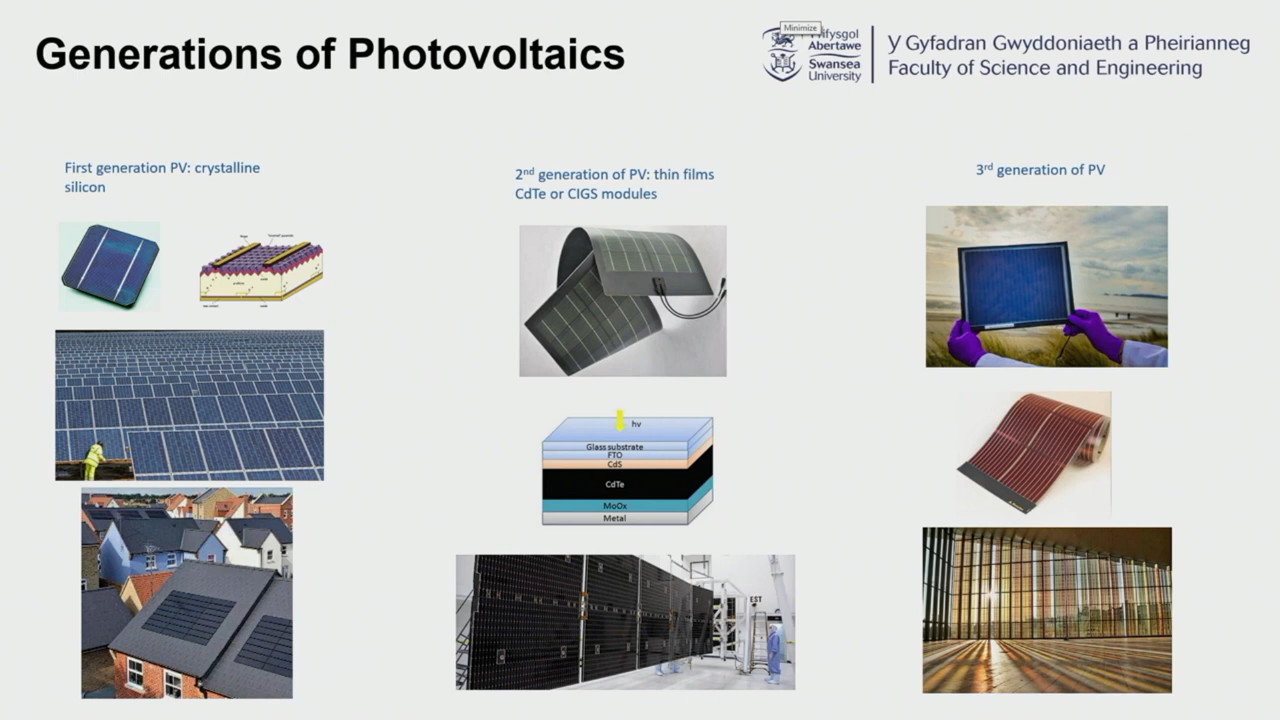 Generations of Photovoltaics
Minimize
Abertawe
Swansea
University
Y Gyfadran Gwyddoniaeth a Pheirianneg
Faculty of Science and Engineering
First generation PV: crystalline
silicon
2nd generation of PV: thin films
CdTe or CIGS modules
hν
Glass substrate
FTO
CdS
CdTe
MoOx
Metal
EST
3rd generation of PV